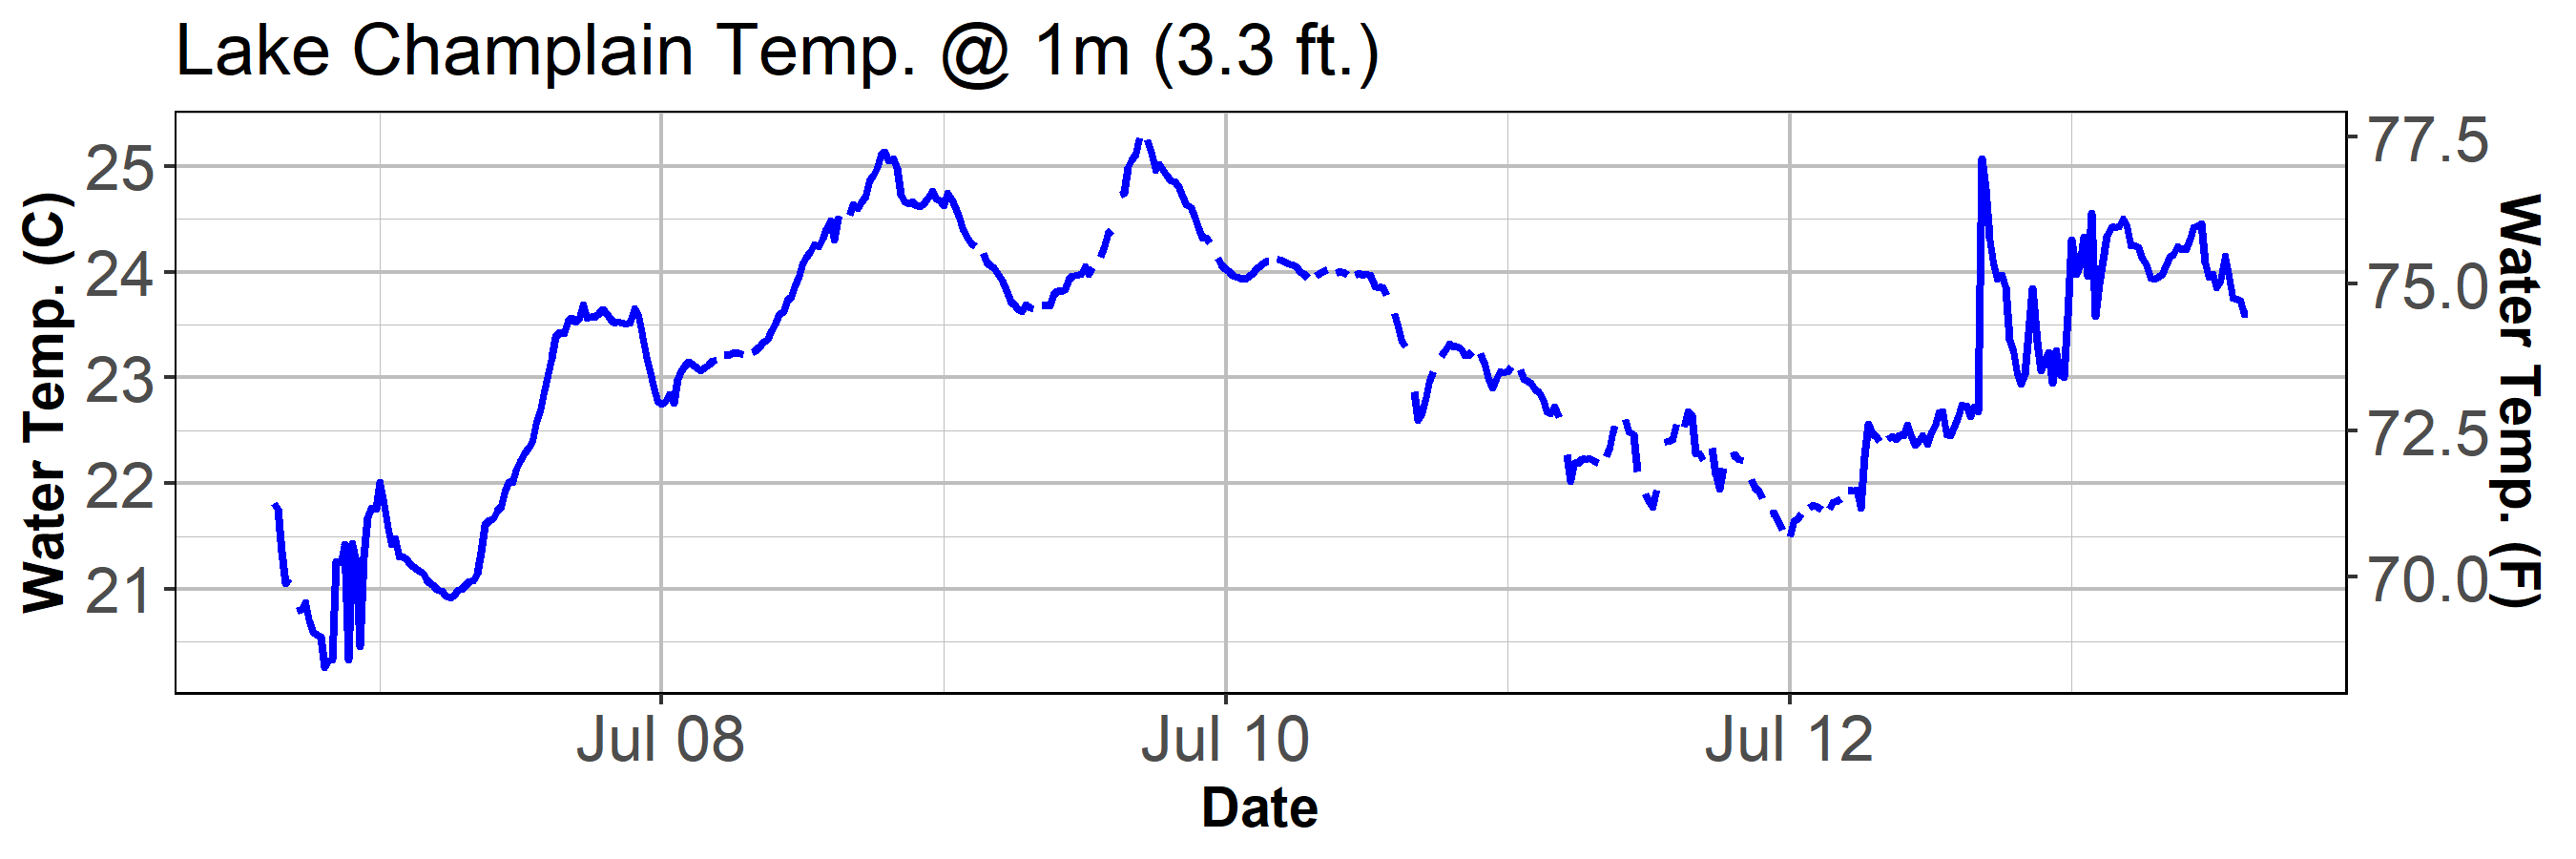 Lake Champlain Temp. @ 1m (3.3 ft.)
Water Temp. (C)
25
24
23
22
21
77.5
75.0
72.5
70.0
Water Temp. (F)
Jul 08
Jul 10
Jul 12
Date